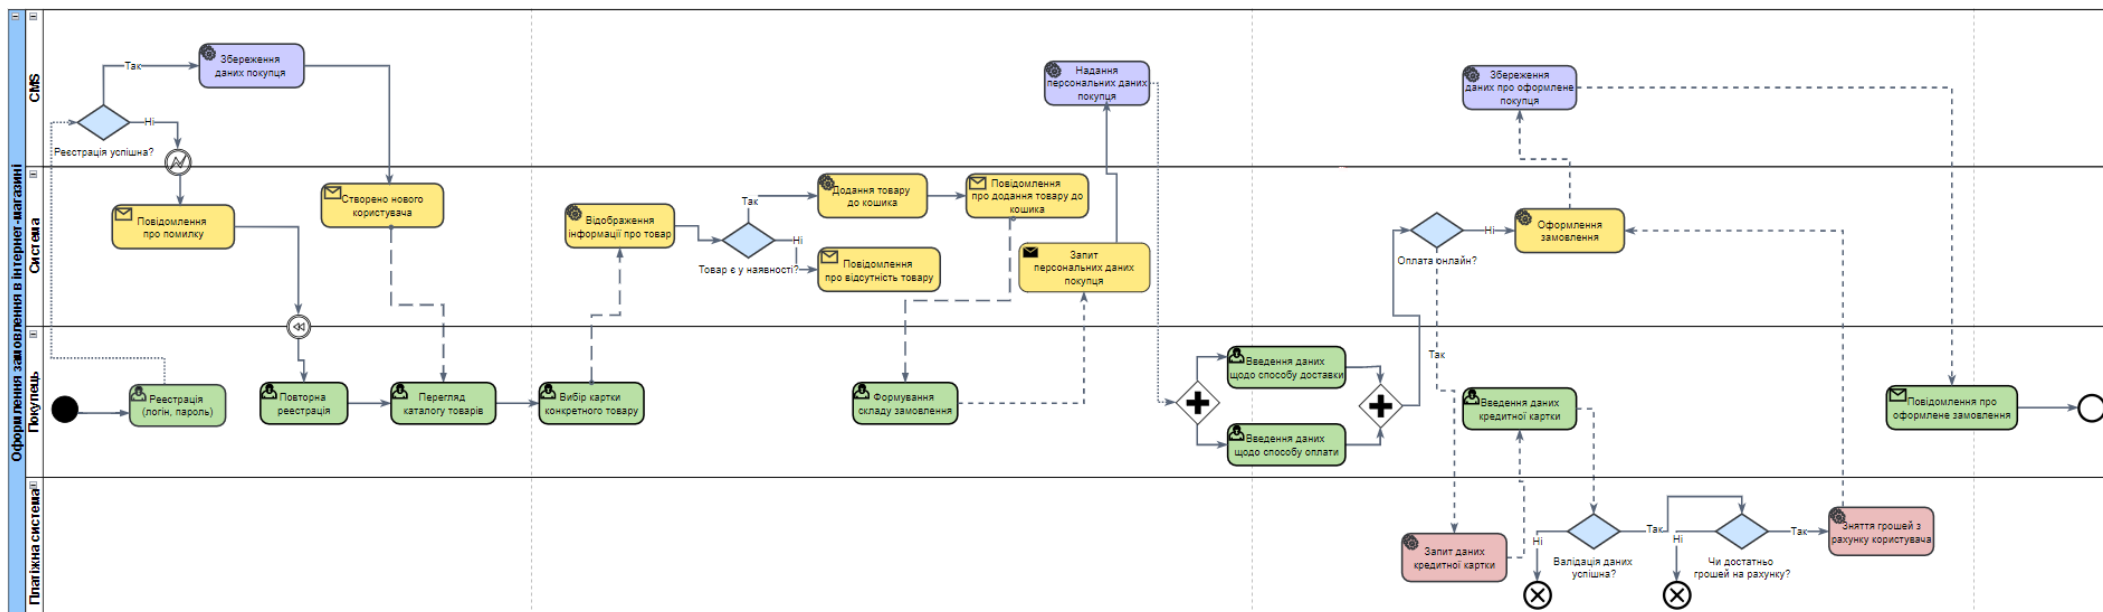 Оформлення замовлення в інтернет-магазині
CMS
Так
Збереження
даних покупця
Ні
Реєстрація успішна?
Надання
персональних даних
покупця
Збереження
даних про оформлене
покупця
Система
Повідомлення
про помилку
Створено нового
користувача
Відображення
інформації про товар
Так
Ні
Товар є у наявності?
Додання товару
до кошика
Повідомлення
про додання товару до
кошика
Повідомлення
про відсутність товару
Запит
персональних даних
покупця
Ні
Оплата онлайн?
Оформлення
замовлення
Покупець
Реестрація
(логін, пароль)
Повторна
реестрація
Перегляд
каталогу товарів
Вибір картки
конкретного товару
Формування
складу замовлення
Введення даних
щодо способу доставки
Введення даних
щодо способу оплати
Так
Введення даних
кредитної картки
Повідомлення про
оформлене замовлення
Платіжна система
Запит даних
кредитної картки
Ні
Валідація даних
успішна?
Так
Ні
Чи достатньо
грошей на рахунку?
Так
Зняття грошей з
рахунку користувача